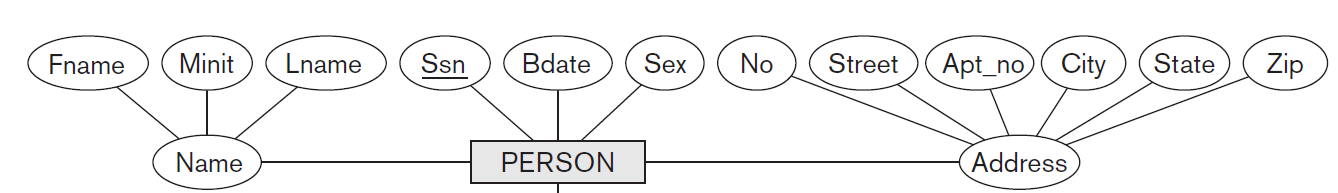 Fname Minit Lname Ssn Bdate Sex No Street Apt_no City State Zip
Name PERSON Address